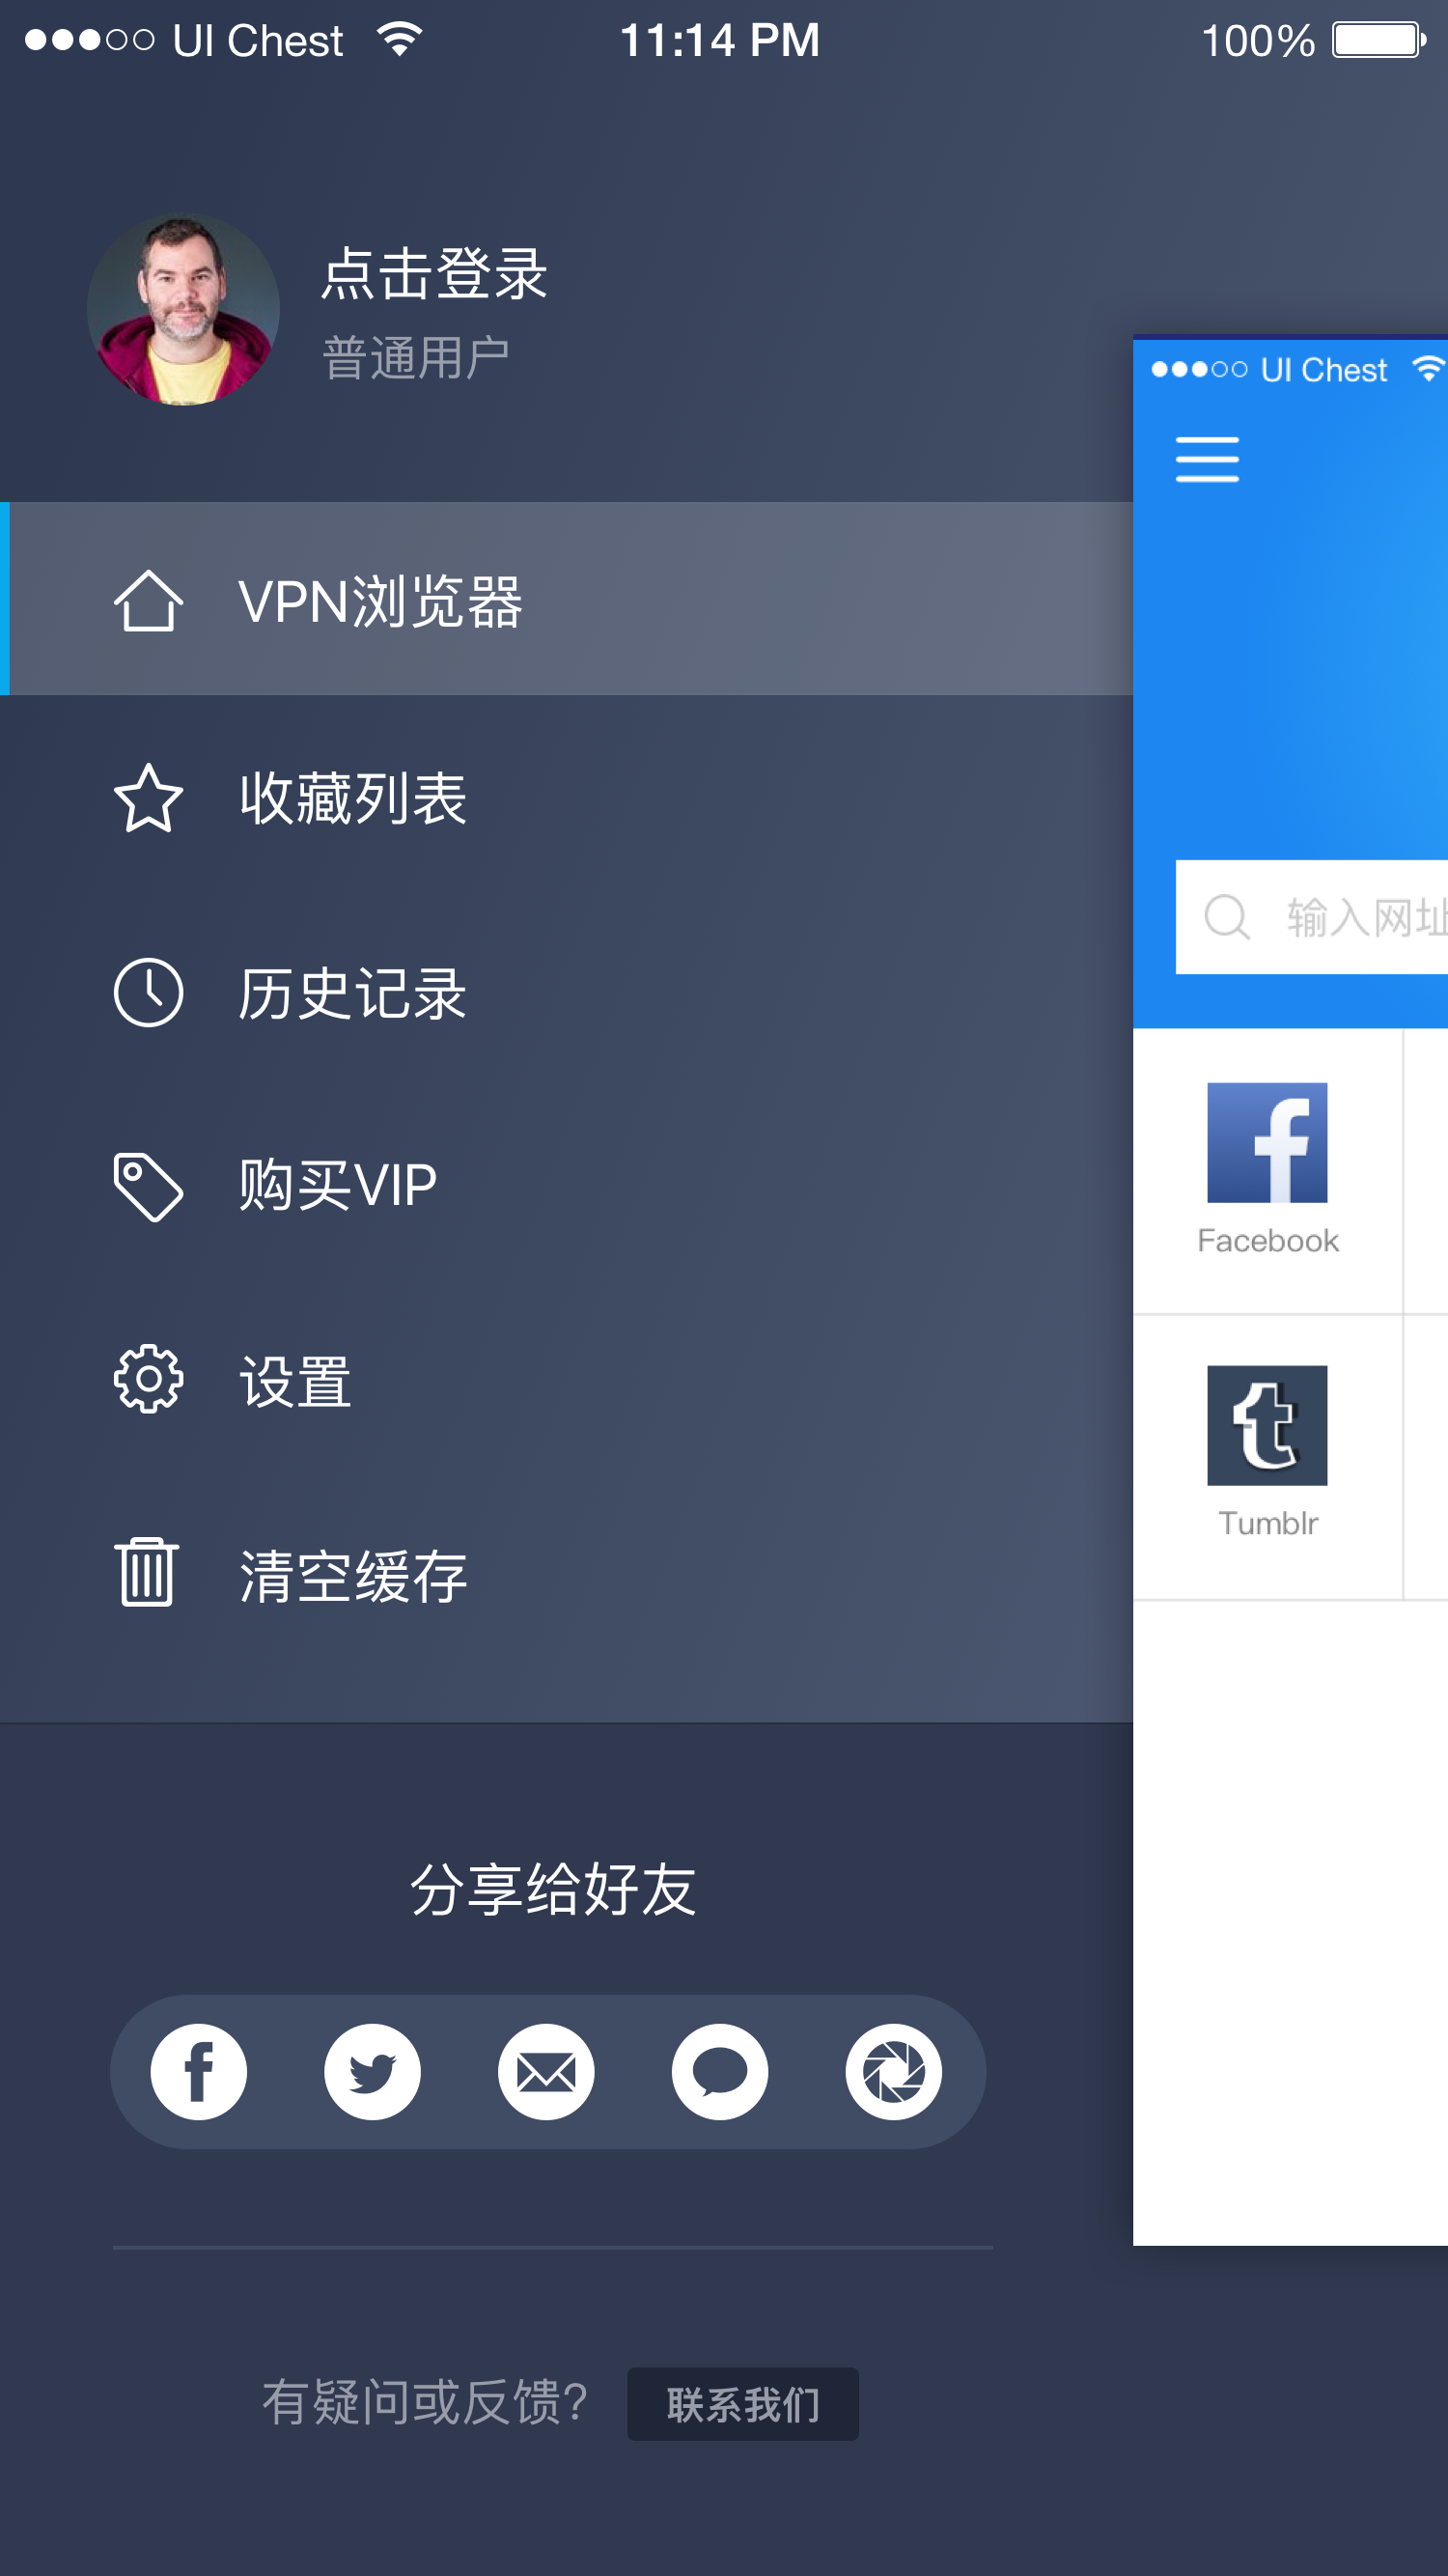 UI Chest
11:14 PM
100%
点击登录
普通用户
UI Chest
VPN浏览器
收藏列表
输入网址
历史记录
购买VIP
Facebook
设置
Tumblr
清空缓存
分享给好友
有疑问或反馈?
联系我们